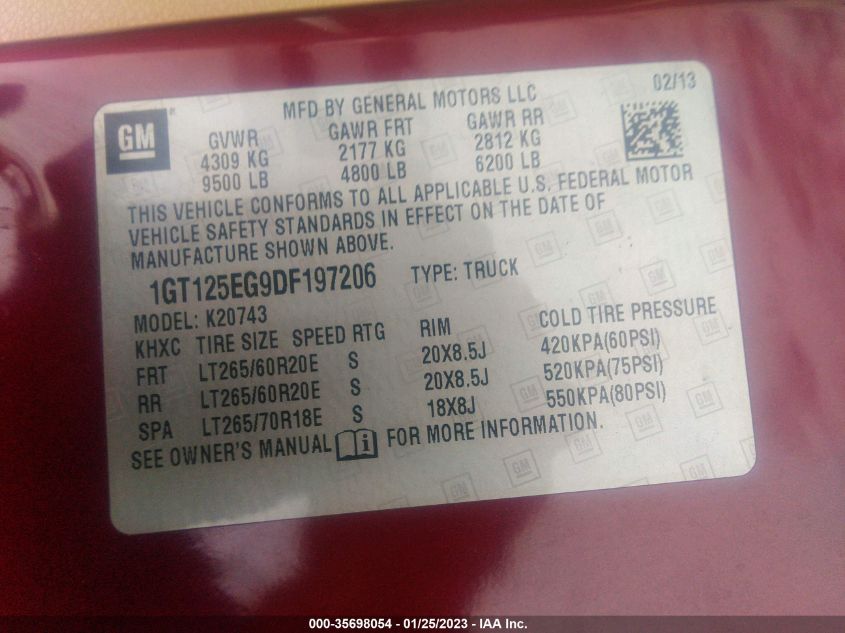 GM
MFD BY GENERAL MOTORS LLC
02/13
GVWR GAWR FRT GAWR RR
4309 KG 2177 KG 2812 KG
9500 LB 4800 LB 6200 LB
THIS VEHICLE CONFORMS TO ALL APPLICABLE U.S. FEDERAL MOTOR
VEHICLE SAFETY STANDARDS IN EFFECT ON THE DATE OF
MANUFACTURE SHOWN ABOVE.
1GT125EG9DF197206 TYPE: TRUCK
MODEL: K20743
KHXC TIRE SIZE SPEED RTG RIM COLD TIRE PRESSURE
FRT LT265/60R20E S 20X8.5J 420KPA(60PSI)
RR LT265/60R20E S 20X8.5J 520KPA(75PSI)
SPA LT265/70R18E S 18X8J 550KPA(80PSI)
SEE OWNER'S MANUAL FOR MORE INFORMATION.
000-35698054 - 01/25/2023 - IAA Inc.